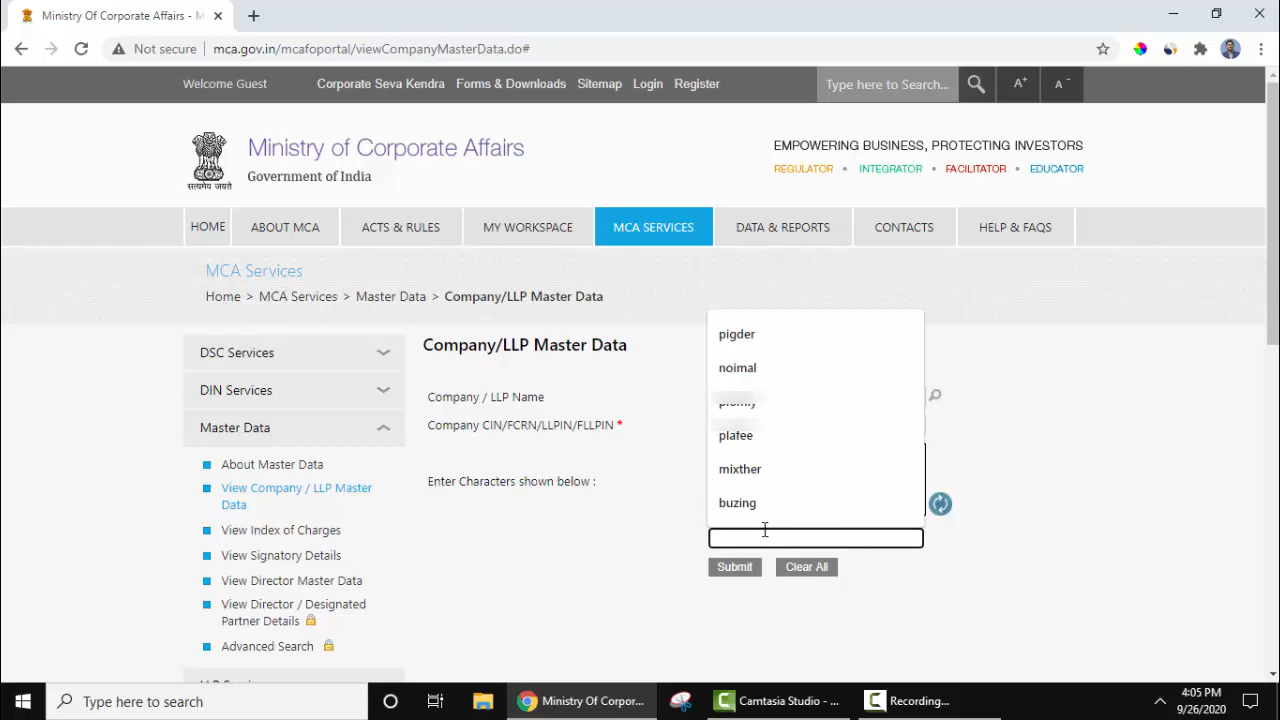 Ministry Of Corporate Affairs - M
Not secure mca.gov.in/mcafoportal/viewCompanyMasterData.do#
Welcome Guest Corporate Seva Kendra Forms & Downloads Sitemap Login Register Type here to Search... A+ A-
Ministry of Corporate Affairs
Government of India
सत्यमेव जयते
EMPOWERING BUSINESS, PROTECTING INVESTORS
REGULATOR • INTEGRATOR • FACILITATOR • EDUCATOR
HOME ABOUT MCA ACTS & RULES MY WORKSPACE MCA SERVICES DATA & REPORTS CONTACTS HELP & FAQS
MCA Services
Home > MCA Services > Master Data > Company/LLP Master Data
DSC Services
DIN Services
Master Data
About Master Data
View Company / LLP Master
Data
View Index of Charges
View Signatory Details
View Director Master Data
View Director / Designated
Partner Details
Advanced Search
Company/LLP Master Data
Company / LLP Name
Company CIN/FCRN/LLPIN/FLLPIN *
Enter Characters shown below :
pigder
noimal
plafee
mixther
buzing
Submit Clear All
Type here to search
Ministry Of Corpor...
Camtasia Studio - ...
Recording...
4:05 PM
9/26/2020